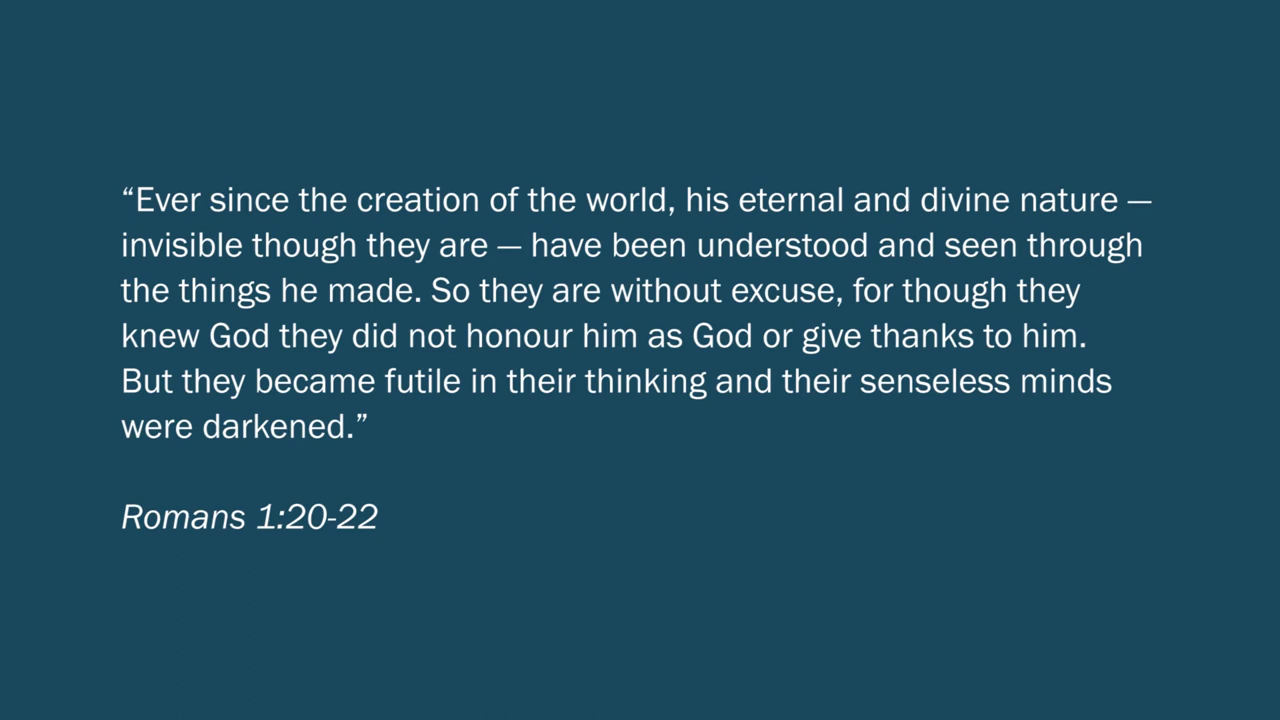 “Ever since the creation of the world, his eternal and divine nature —
invisible though they are — have been understood and seen through
the things he made. So they are without excuse, for though they
knew God they did not honour him as God or give thanks to him.
But they became futile in their thinking and their senseless minds
were darkened.”
Romans 1:20-22